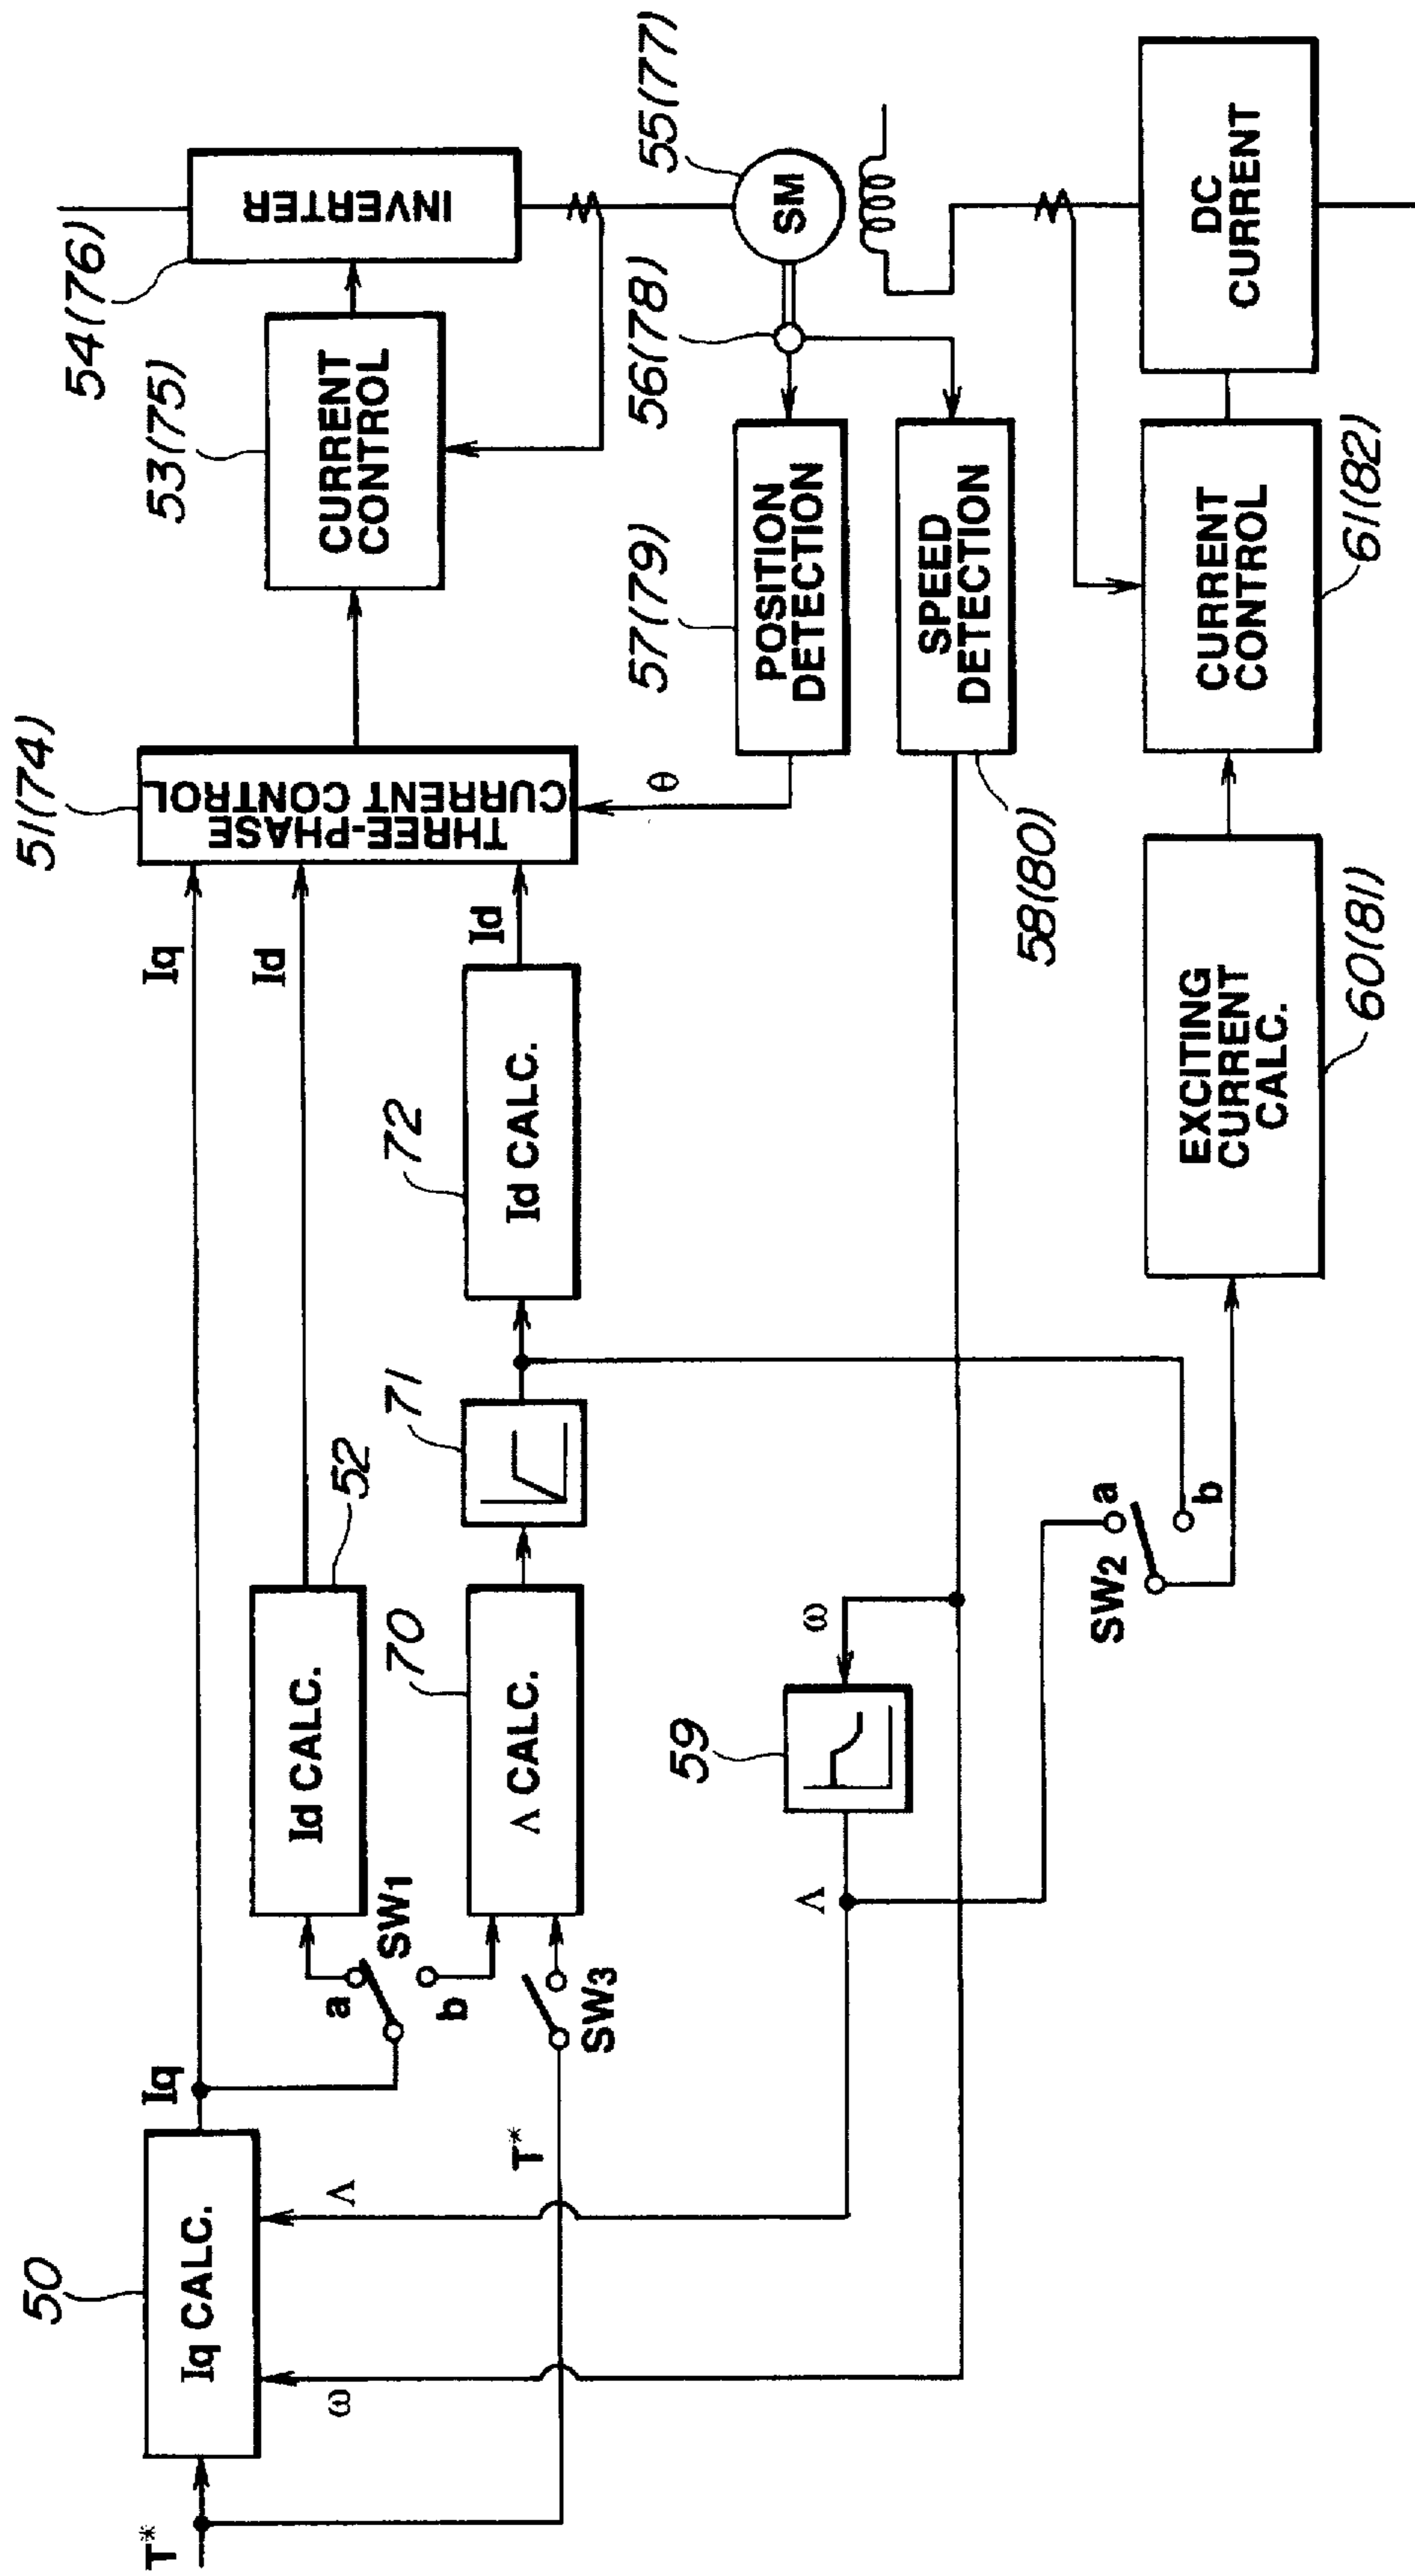 T*
50
Iq CALC.
ω
Λ
Iq
T*
a
SW1
b
SW3
Id CALC.
52
70
Λ CALC.
71
72
Id CALC.
Iq
Id
Id
51(74)
THREE-PHASE
CURRENT CONTROL
θ
53(75)
CURRENT
CONTROL
54(76)
INVERTER
55(77)
SM
56(78)
57(79)
POSITION
DETECTION
SPEED
DETECTION
58(80)
59
ω
Λ
SW2
a
b
EXCITING
CURRENT
CALC.
60(81)
CURRENT
CONTROL
61(82)
DC
CURRENT